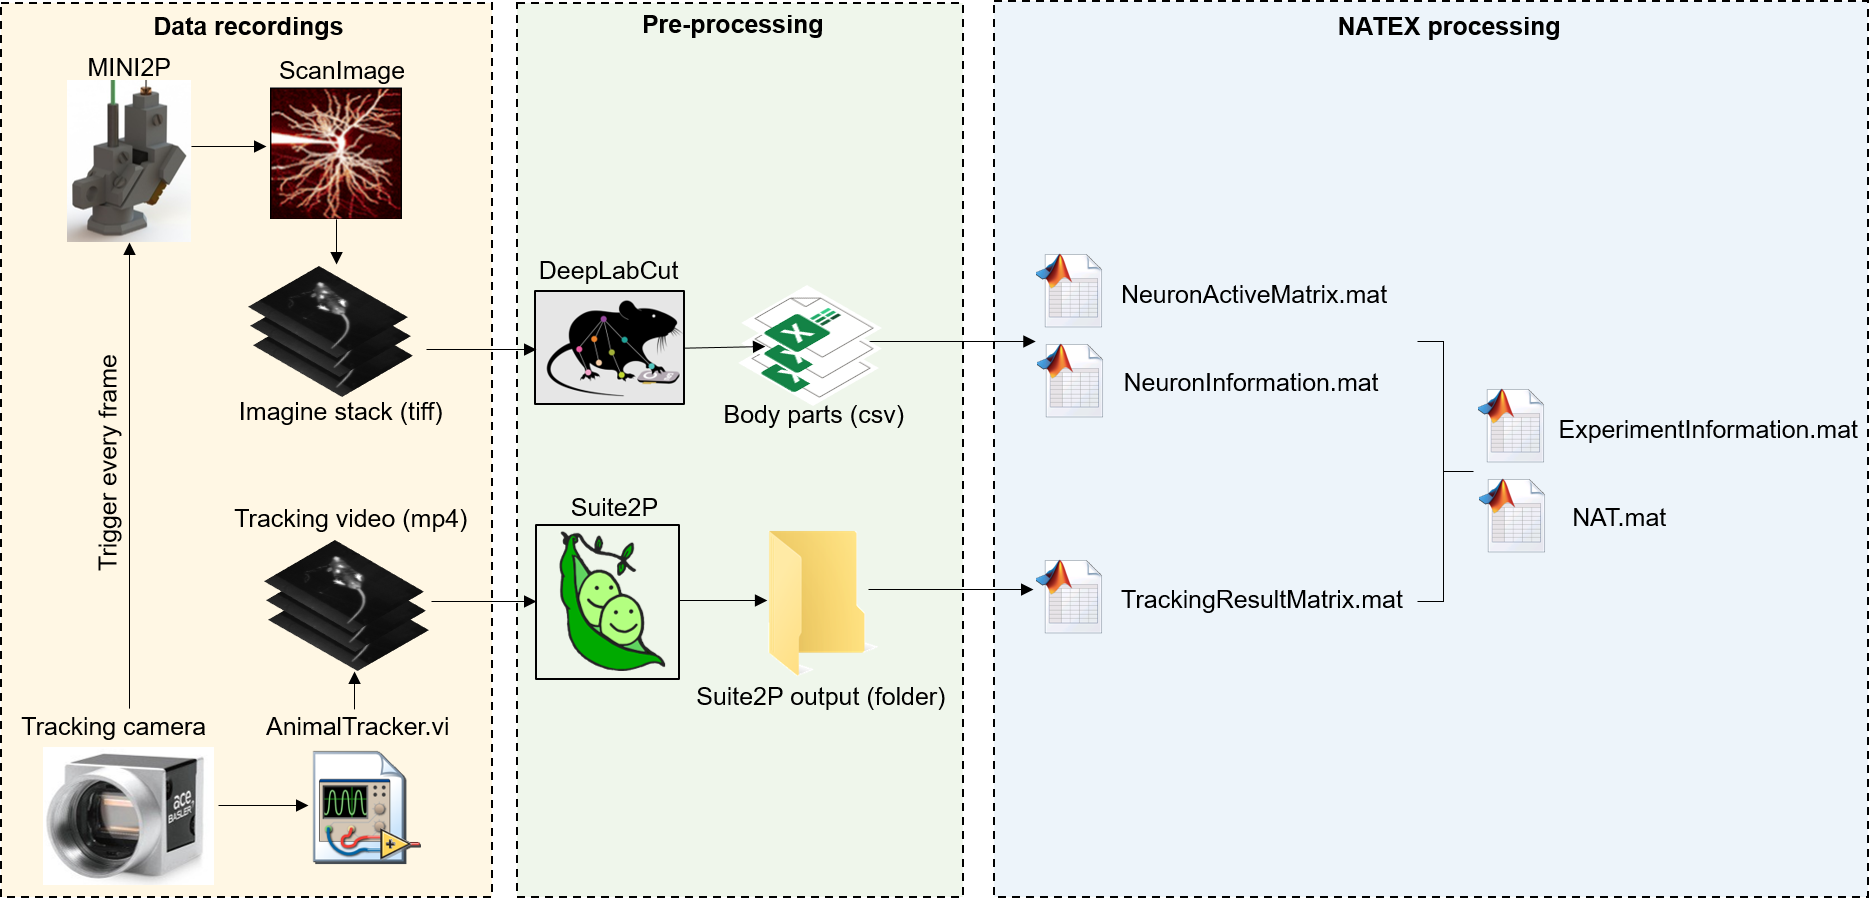 Data recordings
MINI2P
ScanImage
Imagine stack (tiff)
Trigger every frame
Tracking video (mp4)
Tracking camera
AnimalTracker.vi
ace
BASLER
Pre-processing
DeepLabCut
Body parts (csv)
Suite2P
Suite2P output (folder)
NATEX processing
NeuronActiveMatrix.mat
NeuronInformation.mat
TrackingResultMatrix.mat
ExperimentInformation.mat
NAT.mat